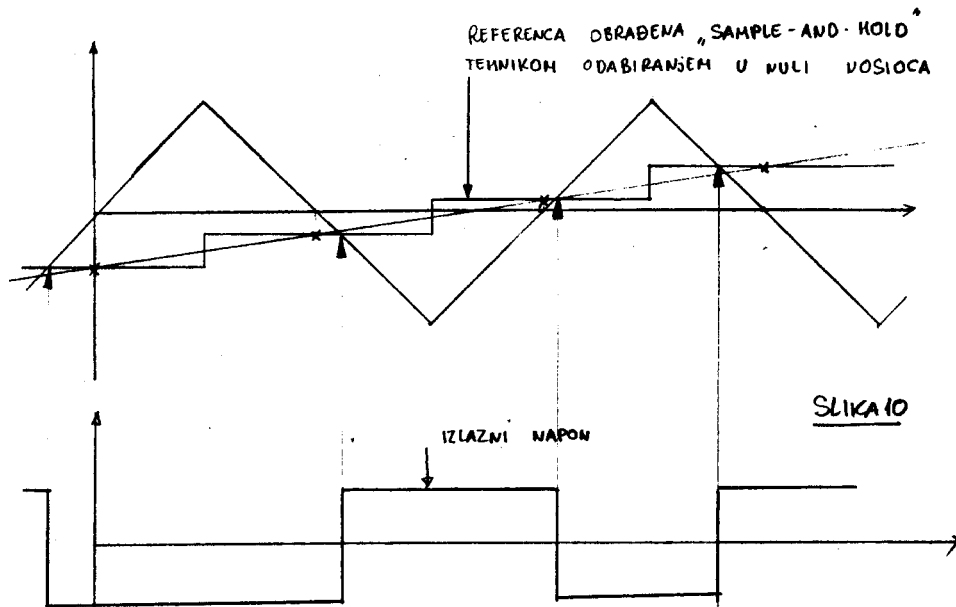 REFERENCA OBRAĐENA „SAMPLE-AND-HOLD"
TEHNIKOM ODABIRANJEM U NULI NOSIOCA
SLIKA 10
IZLAZNI NAPON